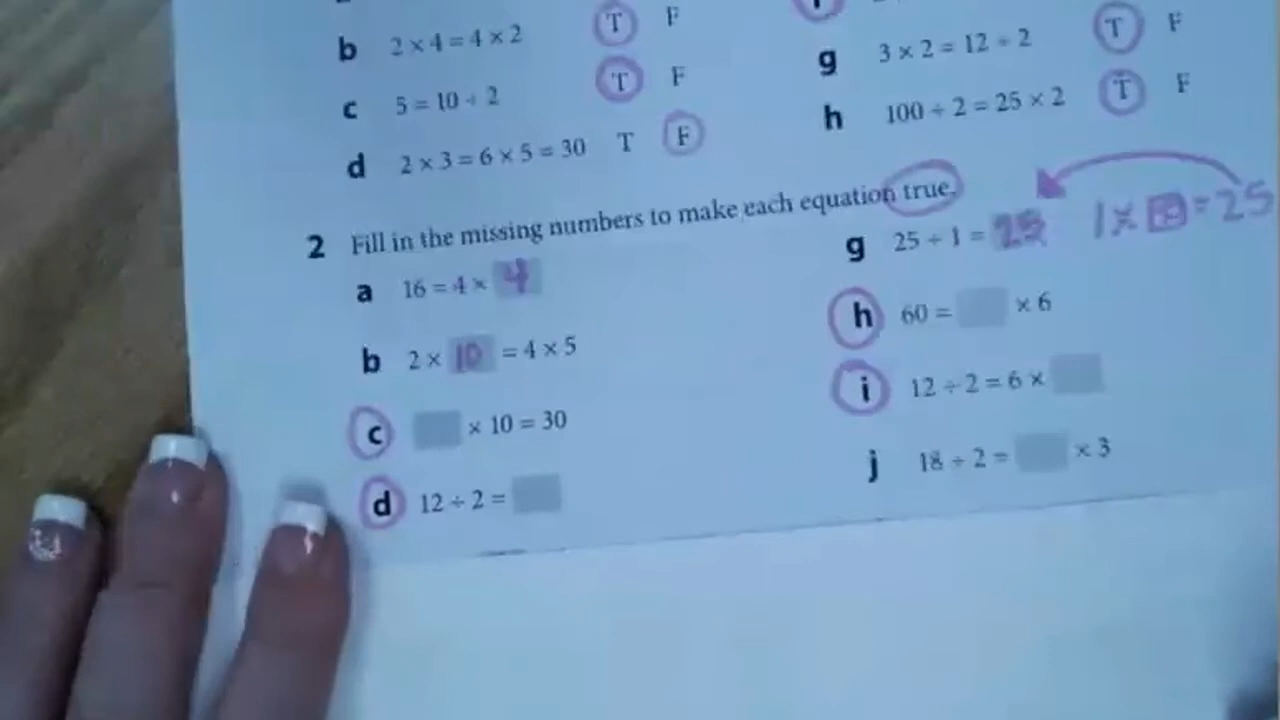 b 2 × 4 = 4 × 2 T F
c 5 = 10 ÷ 2 T F
d 2 × 3 = 6 × 5 = 30 T F
g 3 × 2 = 12 ÷ 2 T F
h 100 ÷ 2 = 25 × 2 T F
2 Fill in the missing numbers to make each equation true.
a 16 = 4 × 4
b 2 × 10 = 4 × 5
c × 10 = 30
d 12 ÷ 2 =
g 25 ÷ 1 = 25 1 × = 25
h 60 = × 6
i 12 ÷ 2 = 6 ×
j 18 ÷ 2 = × 3